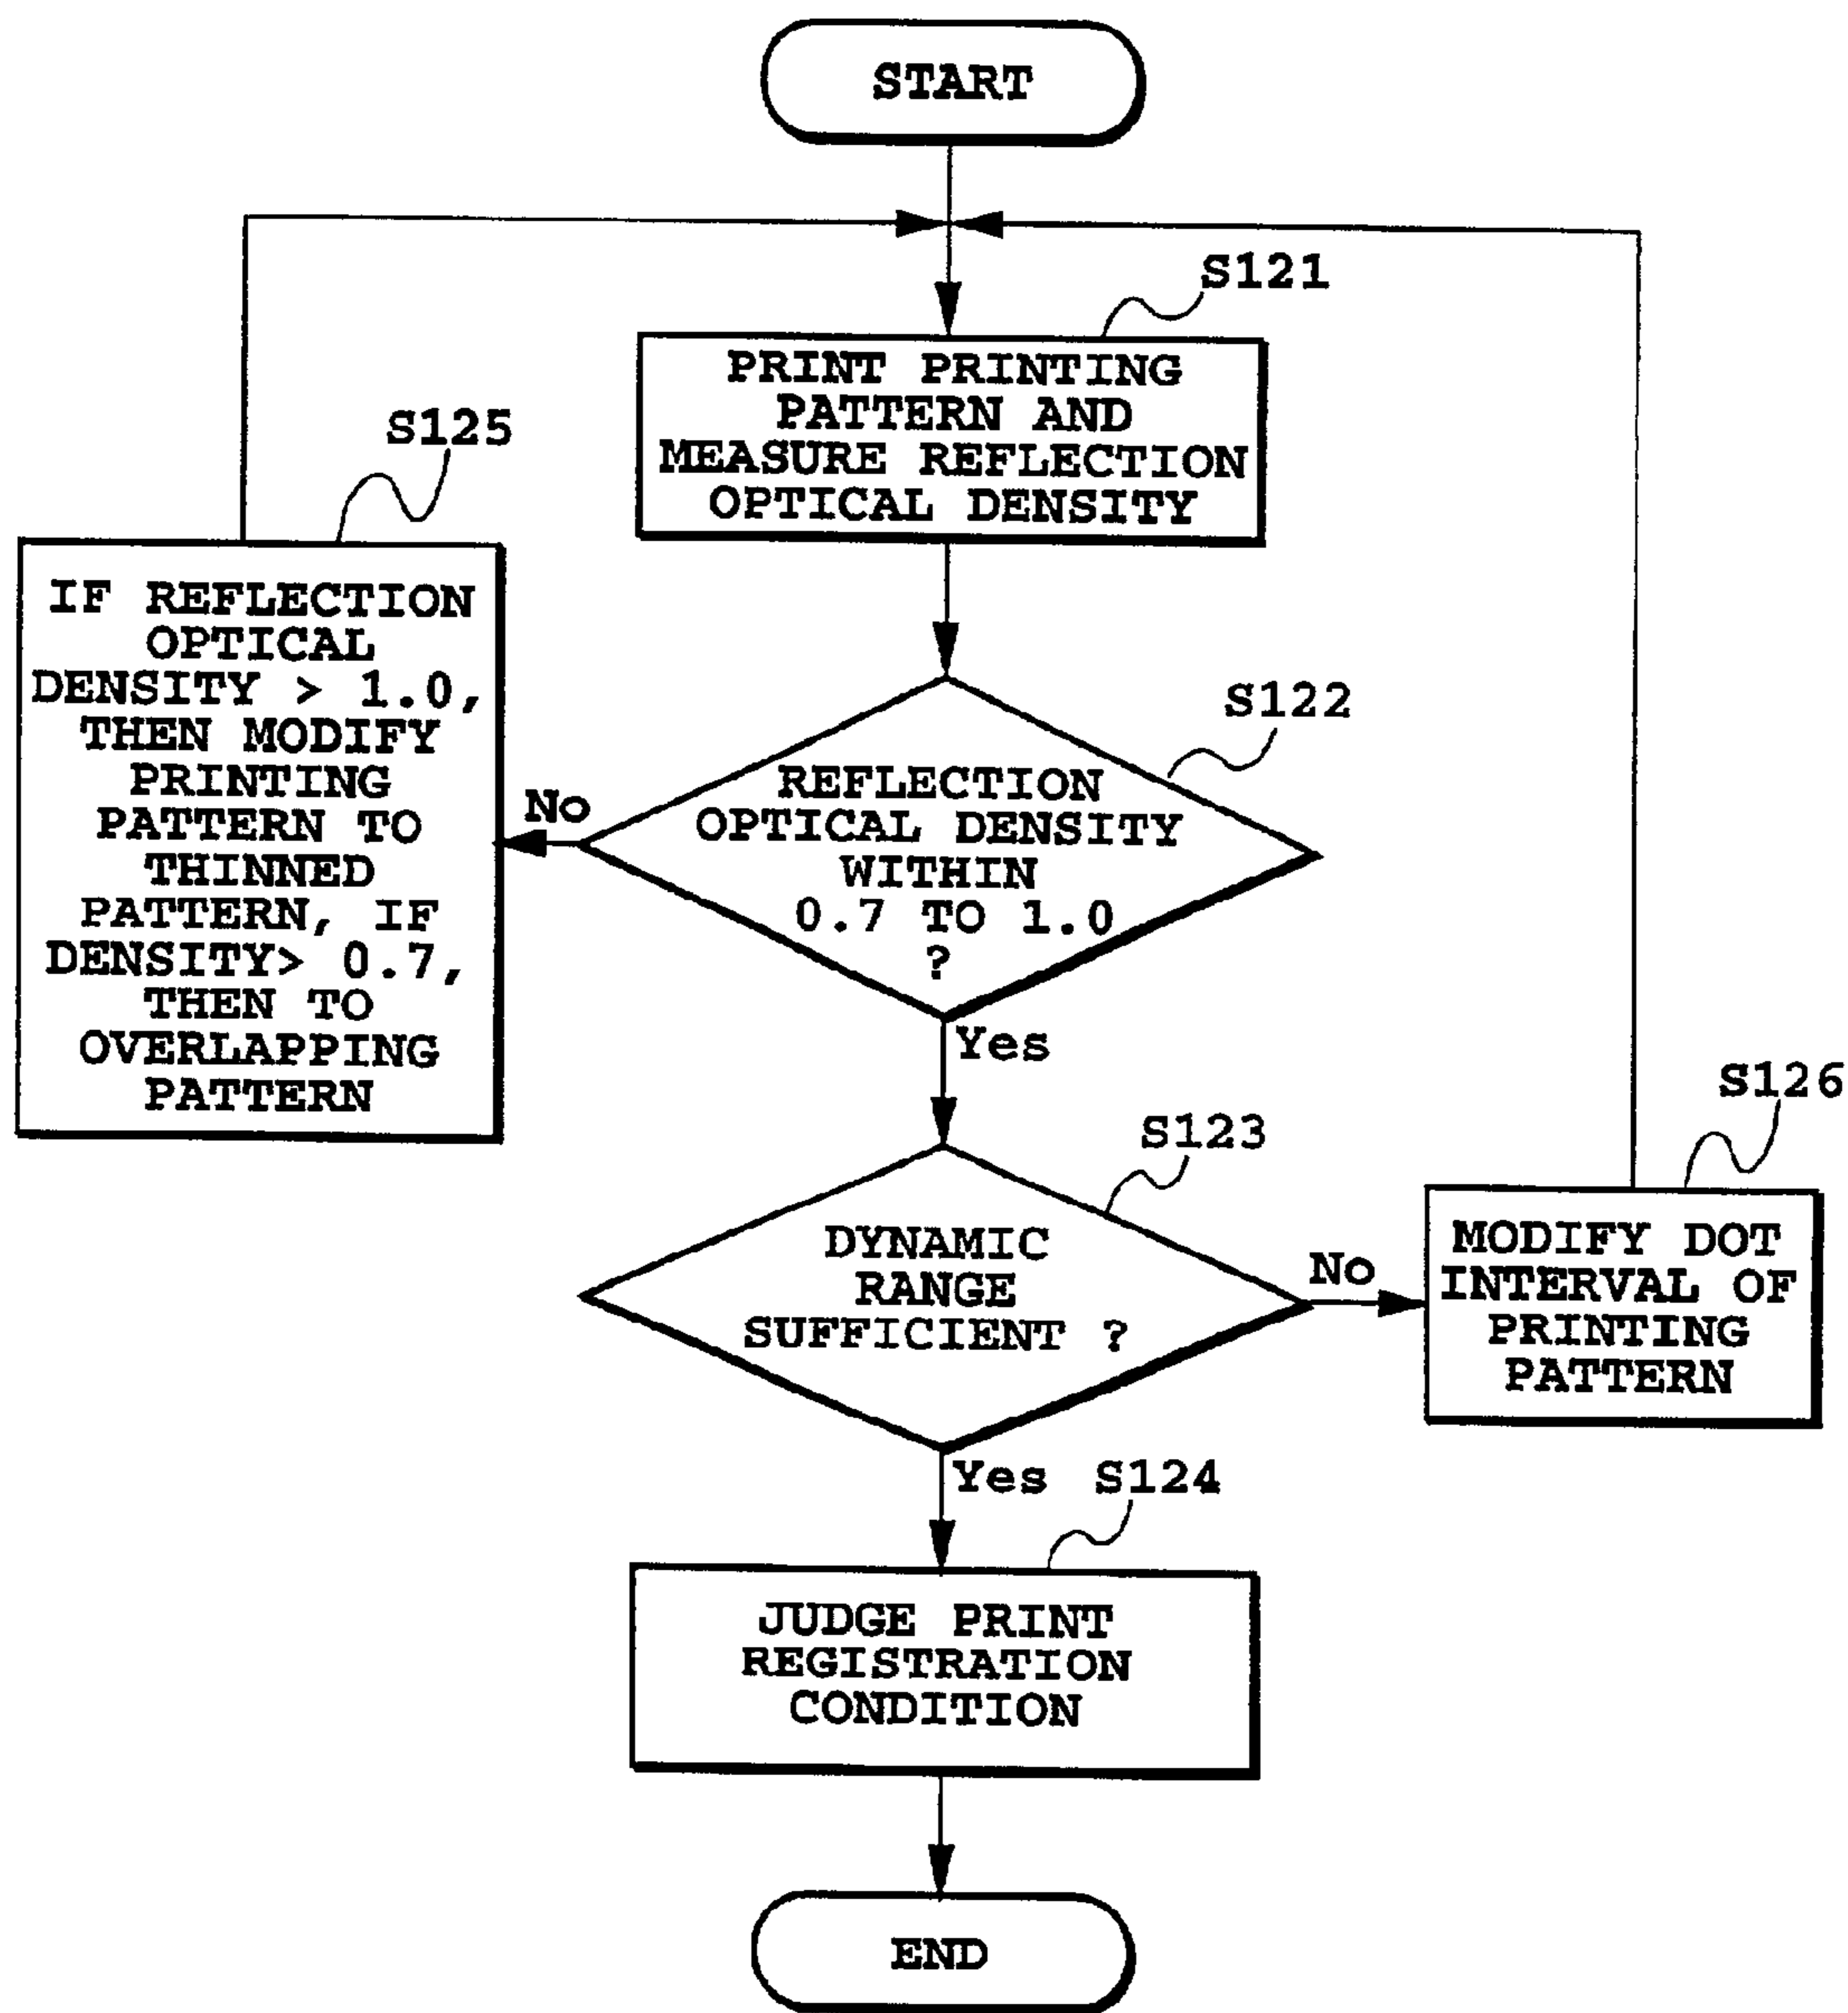 START
S121
PRINT PRINTING
PATTERN AND
MEASURE REFLECTION
OPTICAL DENSITY
S125
IF REFLECTION
OPTICAL
DENSITY > 1.0,
THEN MODIFY
PRINTING
PATTERN TO
THINNED
PATTERN, IF
DENSITY> 0.7,
THEN TO
OVERLAPPING
PATTERN
S122
REFLECTION
OPTICAL DENSITY
WITHIN
0.7 TO 1.0
?
No
Yes
S123
DYNAMIC
RANGE
SUFFICIENT ?
No
S126
MODIFY DOT
INTERVAL OF
PRINTING
PATTERN
Yes
S124
JUDGE PRINT
REGISTRATION
CONDITION
END